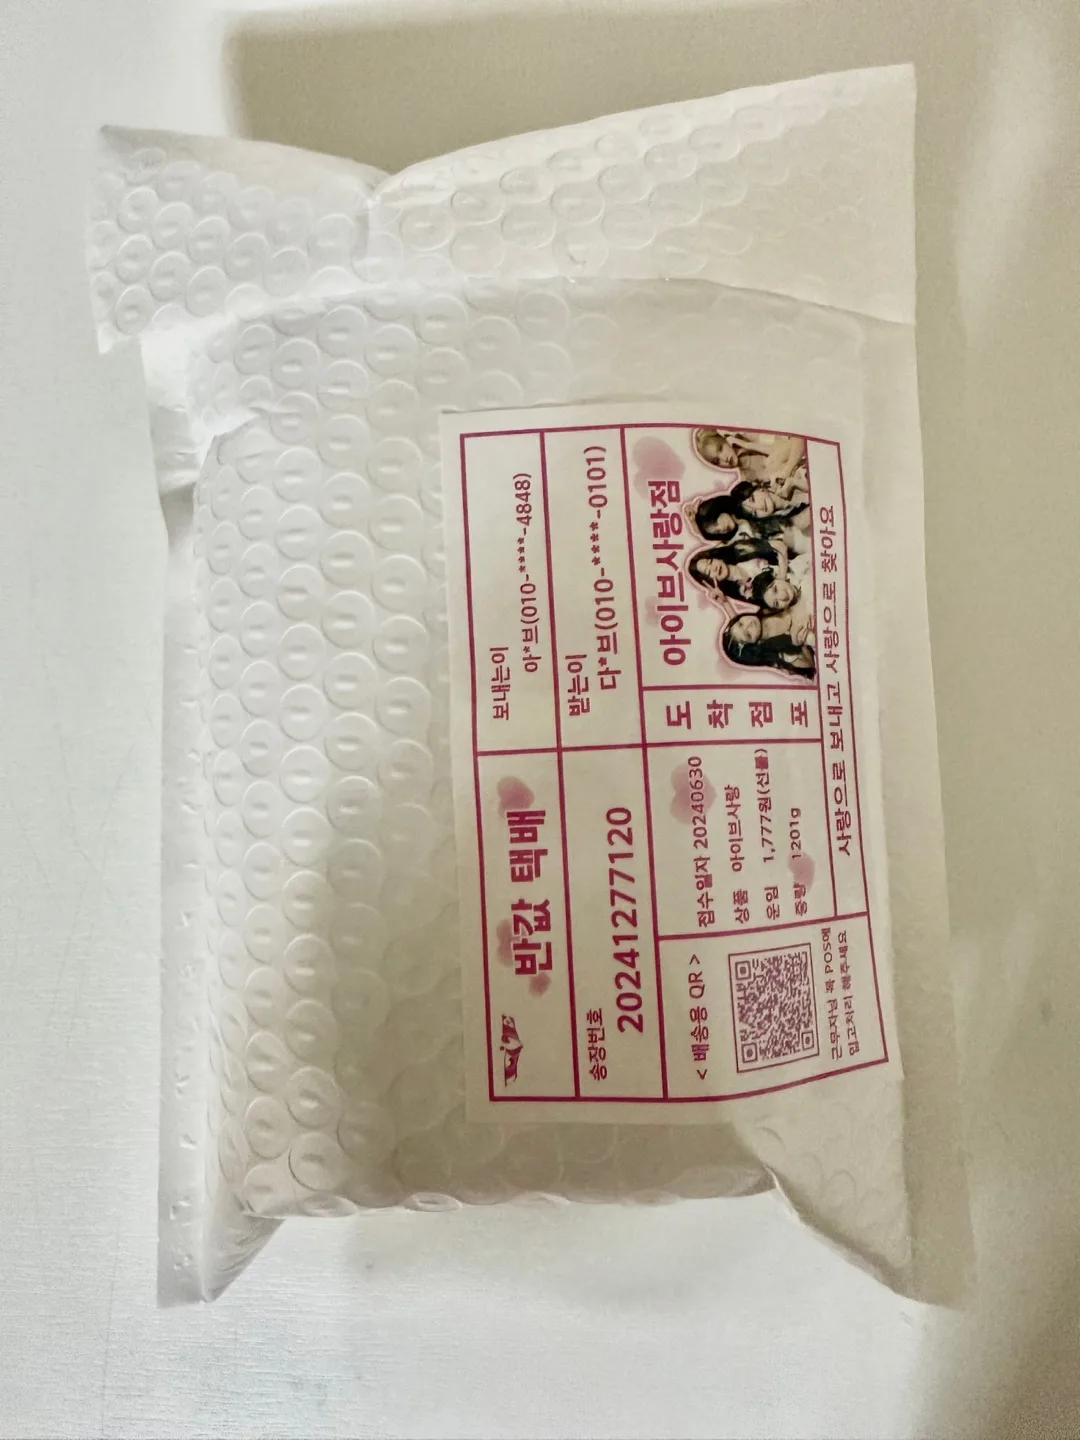 IVE
반값 택배
보내는이
아*브(010-****-4848)
송장번호
2024127 7120
받는이
다*브(010-****-0101)
< 배송용 QR >
근무자님 꼭 POS에
입고처리 해주세요
접수일자 20240630
상품 아이브사랑
운임 1,777원(선불)
중량 1201g
도착점포
아이브사랑점
사랑으로 보내고 사랑으로 찾아요